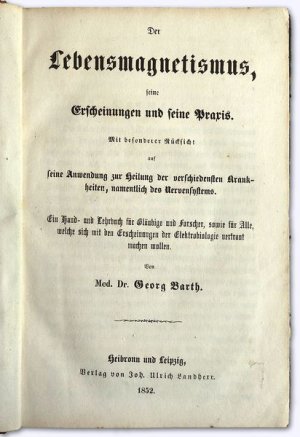 Der
Lebensmagnetismus,
seine
Erscheinungen und seine Praxis.
Mit besonderer Rücksicht
auf
seine Anwendung zur Heilung der verschiedensten Krank-
heiten, namentlich des Nervensystems.
Ein Hand- und Lehrbuch für Gläubige und Forscher, sowie für Alle,
welche sich mit den Erscheinungen der Elektrobiologie vertraut
machen wollen.
Von
Med. Dr. Georg Barth.
Heilbronn und Leipzig,
Verlag von Joh. Ulrich Landherr.
1852.